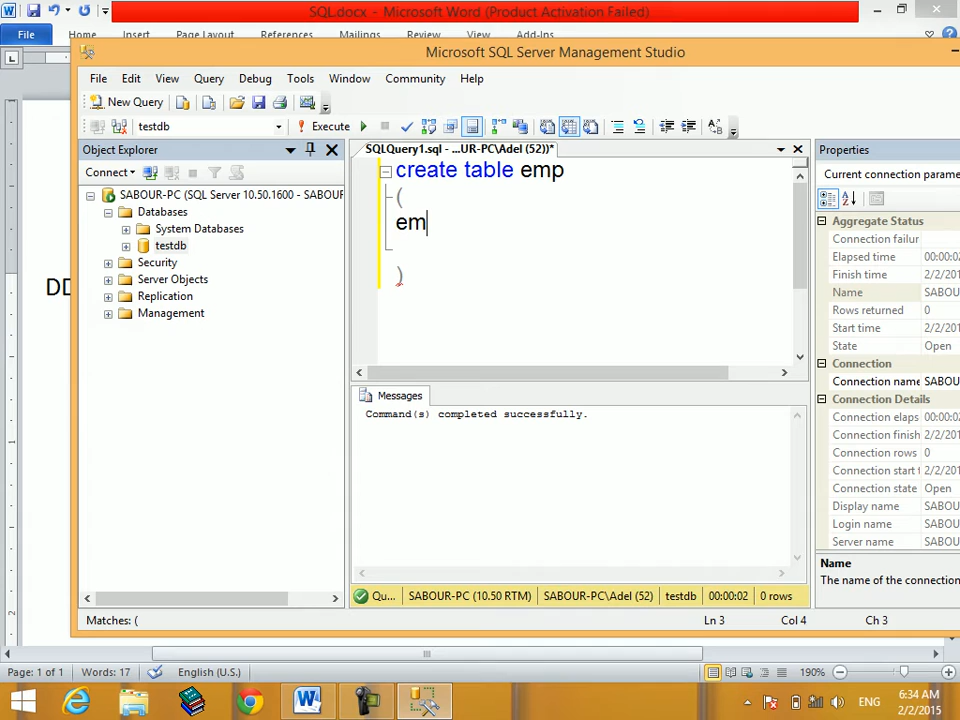 SQL.docx - Microsoft Word (Product Activation Failed)
File Home Insert Page Layout References Mailings Review View Add-Ins
Microsoft SQL Server Management Studio
File Edit View Query Debug Tools Window Community Help
New Query
testdb
Execute
Object Explorer
Connect
SABOUR-PC (SQL Server 10.50.1600 - SABOUR
Databases
System Databases
testdb
Security
Server Objects
Replication
Management
SQLQuery1.sql - ...UR-PC\Adel (52))*
create table emp
(
em
)
Messages
Command(s) completed successfully.
Qu... SABOUR-PC (10.50 RTM) SABOUR-PC\Adel (52) testdb 00:00:02 0 rows
Properties
Current connection parame
Aggregate Status
Connection failur
Elapsed time 00:00:02
Finish time 2/2/201
Name SABOU
Rows returned 0
Start time 2/2/201
State Open
Connection
Connection name SABOU
Connection Details
Connection elaps 00:00:02
Connection finish 2/2/201
Connection rows 0
Connection start t 2/2/201
Connection state Open
Display name SABOU
Login name SABOU
Server name SABOU
Name
The name of the connection
Matches: ( Ln 3 Col 4 Ch 3
DD
Page: 1 of 1 Words: 17 English (U.S.) 190%
ENG
6:34 AM
2/2/2015